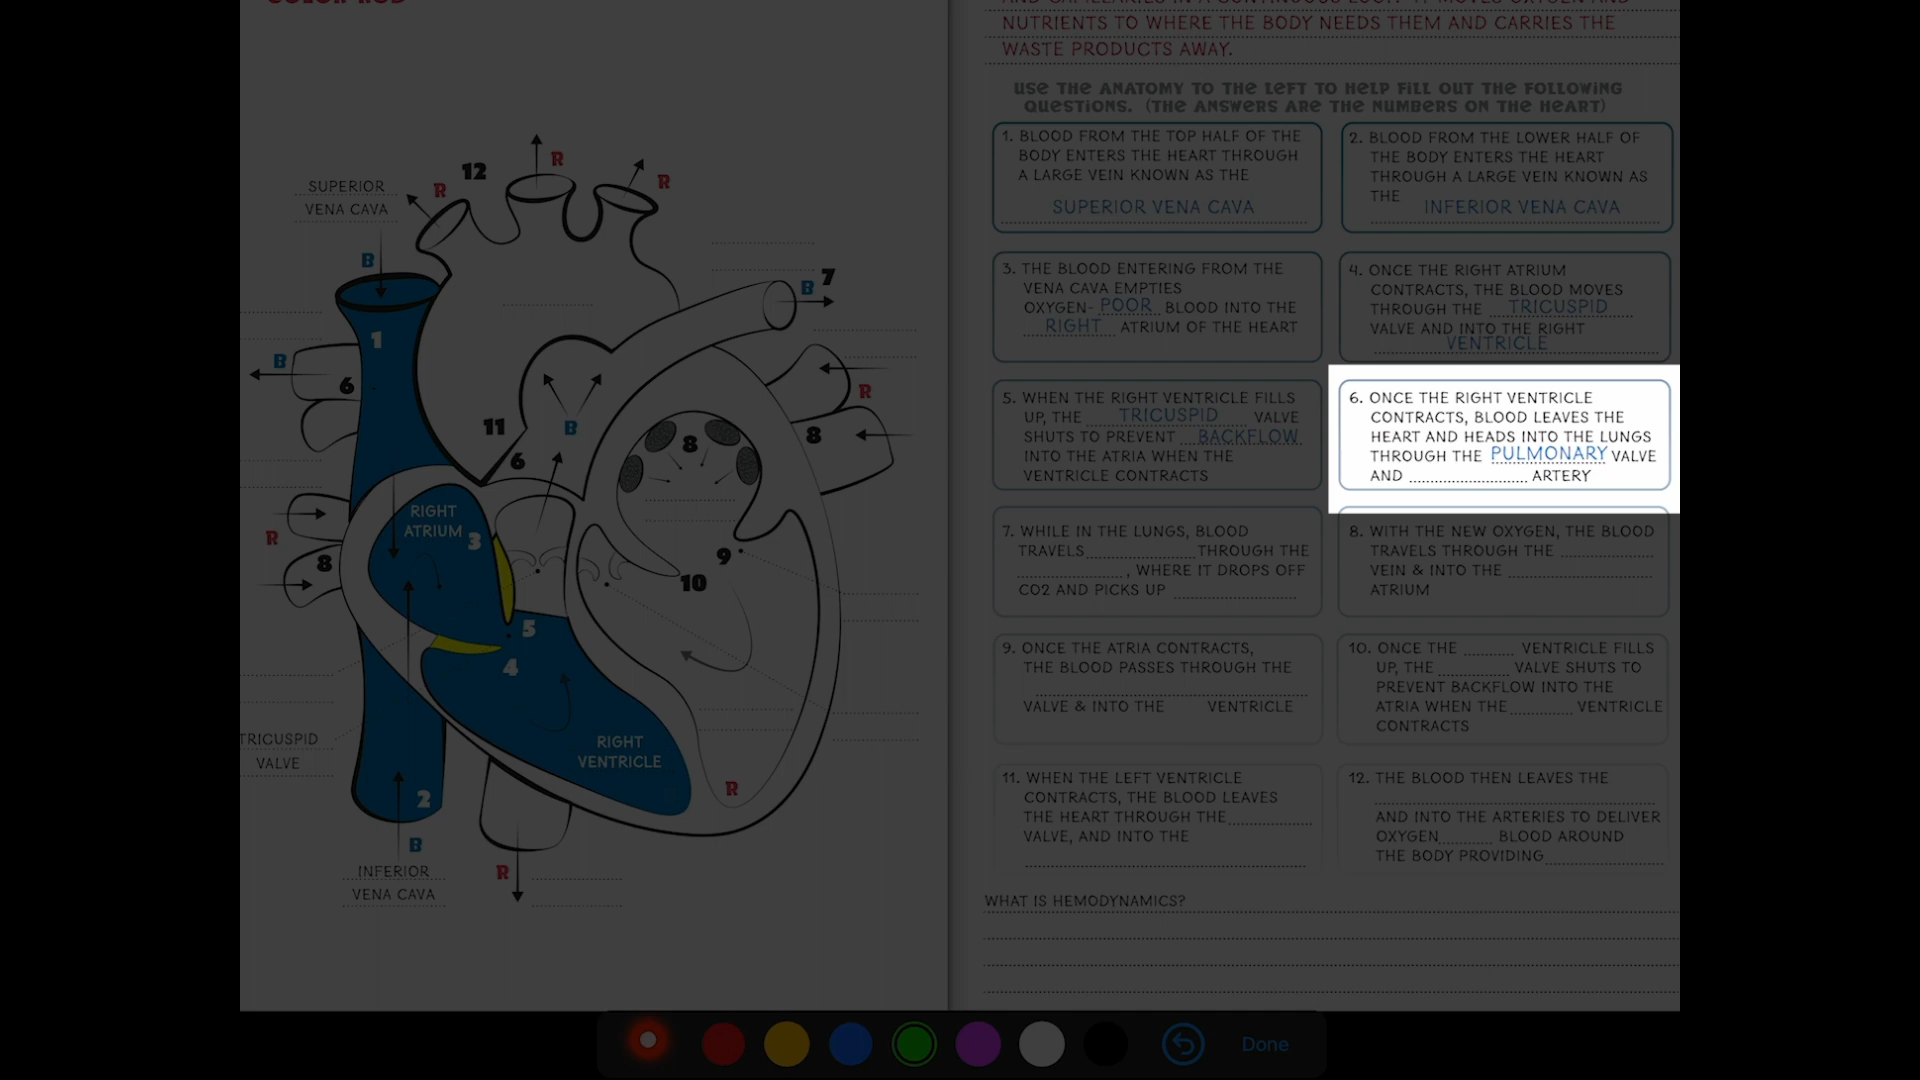 NUTRIENTS TO WHERE THE BODY NEEDS THEM AND CARRIES THE
WASTE PRODUCTS AWAY.
USE THE ANATOMY TO THE LEFT TO HELP FILL OUT THE FOLLOWING
QUESTIONS. (THE ANSWERS ARE THE NUMBERS ON THE HEART)
1. BLOOD FROM THE TOP HALF OF THE
BODY ENTERS THE HEART THROUGH
A LARGE VEIN KNOWN AS THE
SUPERIOR VENA CAVA
2. BLOOD FROM THE LOWER HALF OF
THE BODY ENTERS THE HEART
THROUGH A LARGE VEIN KNOWN AS
THE INFERIOR VENA CAVA
3. THE BLOOD ENTERING FROM THE
VENA CAVA EMPTIES
OXYGEN- POOR BLOOD INTO THE
RIGHT ATRIUM OF THE HEART
4. ONCE THE RIGHT ATRIUM
CONTRACTS, THE BLOOD MOVES
THROUGH THE TRICUSPID
VALVE AND INTO THE RIGHT
VENTRICLE
5. WHEN THE RIGHT VENTRICLE FILLS
UP, THE TRICUSPID VALVE
SHUTS TO PREVENT BACKFLOW
INTO THE ATRIA WHEN THE
VENTRICLE CONTRACTS
6. ONCE THE RIGHT VENTRICLE
CONTRACTS, BLOOD LEAVES THE
HEART AND HEADS INTO THE LUNGS
THROUGH THE PULMONARY VALVE
AND ARTERY
7. WHILE IN THE LUNGS, BLOOD
TRAVELS THROUGH THE
, WHERE IT DROPS OFF
CO2 AND PICKS UP
8. WITH THE NEW OXYGEN, THE BLOOD
TRAVELS THROUGH THE
VEIN & INTO THE
ATRIUM
9. ONCE THE ATRIA CONTRACTS,
THE BLOOD PASSES THROUGH THE
VALVE & INTO THE VENTRICLE
10. ONCE THE VENTRICLE FILLS
UP, THE VALVE SHUTS TO
PREVENT BACKFLOW INTO THE
ATRIA WHEN THE VENTRICLE
CONTRACTS
11. WHEN THE LEFT VENTRICLE
CONTRACTS, THE BLOOD LEAVES
THE HEART THROUGH THE
VALVE, AND INTO THE
12. THE BLOOD THEN LEAVES THE
AND INTO THE ARTERIES TO DELIVER
OXYGEN BLOOD AROUND
THE BODY PROVIDING
WHAT IS HEMODYNAMICS?
12
R
R
R
SUPERIOR
VENA CAVA
B
B 7
1
B
6
R
11
B
8
8
6
RIGHT
ATRIUM
3
R
8
9
10
5
4
TRICUSPID
VALVE
RIGHT
VENTRICLE
R
2
B
INFERIOR
VENA CAVA
R
Done